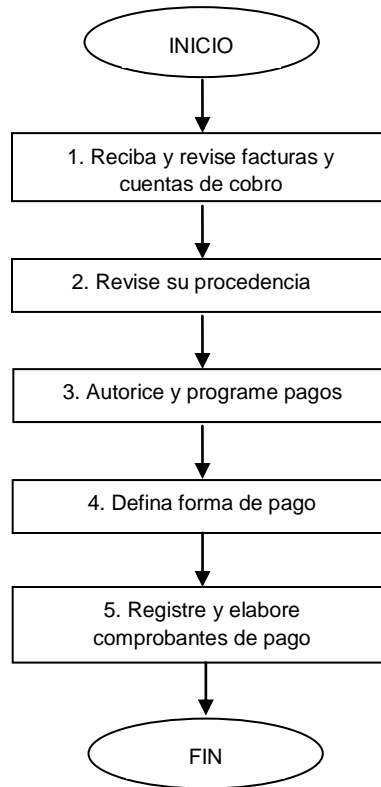 INICIO
1. Reciba y revise facturas y
cuentas de cobro
2. Revise su procedencia
3. Autorice y programe pagos
4. Defina forma de pago
5. Registre y elabore
comprobantes de pago
FIN